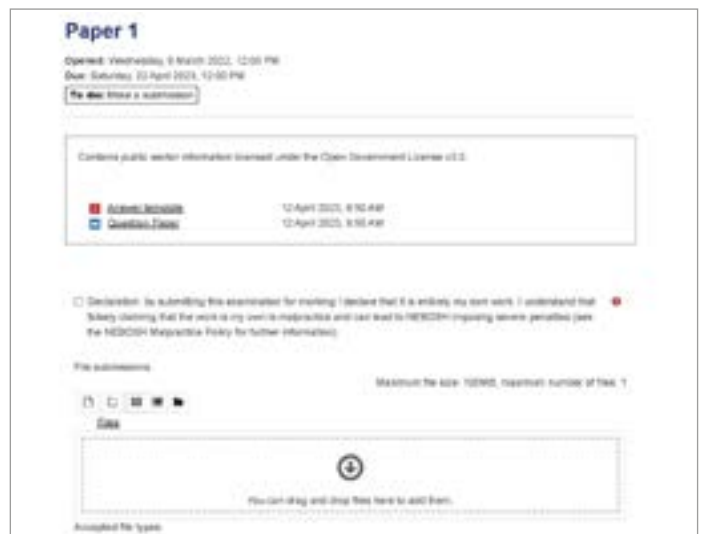 Paper 1
Opened: Wednesday, 9 March 2022, 12:00 PM
Due: Saturday, 22 April 2023, 12:00 PM
To do: Make a submission
Contains public sector information licensed under the Open Government License v3.0.
Answer template 12 April 2023, 9:50 AM
Question Paper 12 April 2023, 9:50 AM
Declaration: by submitting this examination for marking I declare that it is entirely my own work. I understand that
falsely claiming that the work is my own is malpractice and can lead to NEBOSH imposing severe penalties (see
the NEBOSH Malpractice Policy for further information).
File submissions
Maximum file size: 100MB, maximum number of files: 1
Files
You can drag and drop files here to add them.
Accepted file types: